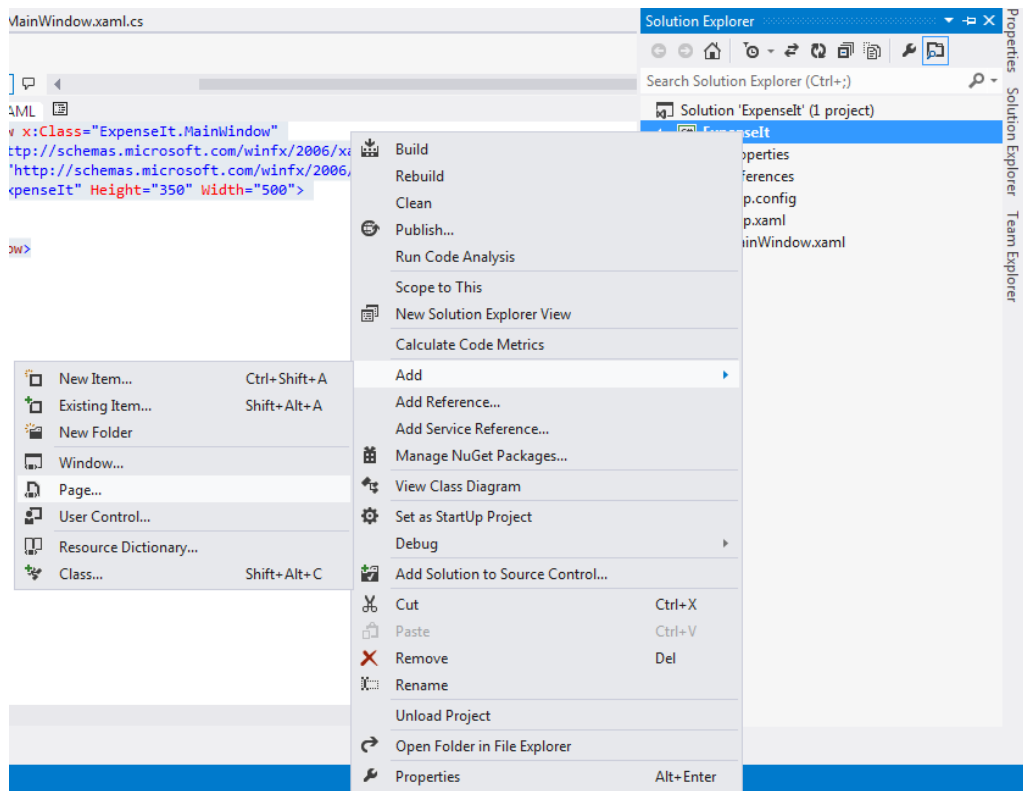 MainWindow.xaml.cs
Solution Explorer
Search Solution Explorer (Ctrl+;)
Solution 'ExpenseIt' (1 project)
ExpenseIt
operties
ferences
p.config
p.xaml
inWindow.xaml
Properties
Solution Explorer
Team Explorer
AML
w x:Class="ExpenseIt.MainWindow"
ttp://schemas.microsoft.com/winfx/2006/xa
"http://schemas.microsoft.com/winfx/2006/
xpenseIt" Height="350" Width="500">
ow>
Build
Rebuild
Clean
Publish...
Run Code Analysis
Scope to This
New Solution Explorer View
Calculate Code Metrics
Add
Add Reference...
Add Service Reference...
Manage NuGet Packages...
View Class Diagram
Set as StartUp Project
Debug
Add Solution to Source Control...
Cut Ctrl+X
Paste Ctrl+V
Remove Del
Rename
Unload Project
Open Folder in File Explorer
Properties Alt+Enter
New Item... Ctrl+Shift+A
Existing Item... Shift+Alt+A
New Folder
Window...
Page...
User Control...
Resource Dictionary...
Class... Shift+Alt+C